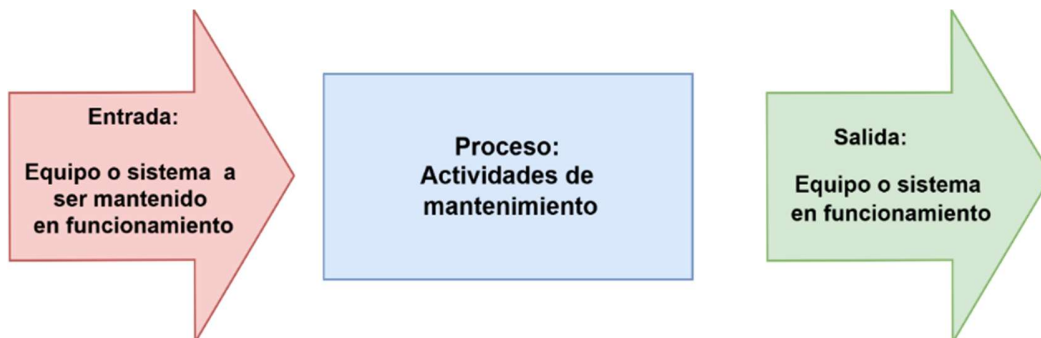 Entrada:
Equipo o sistema a
ser mantenido
en funcionamiento
Proceso:
Actividades de
mantenimiento
Salida:
Equipo o sistema
en funcionamiento